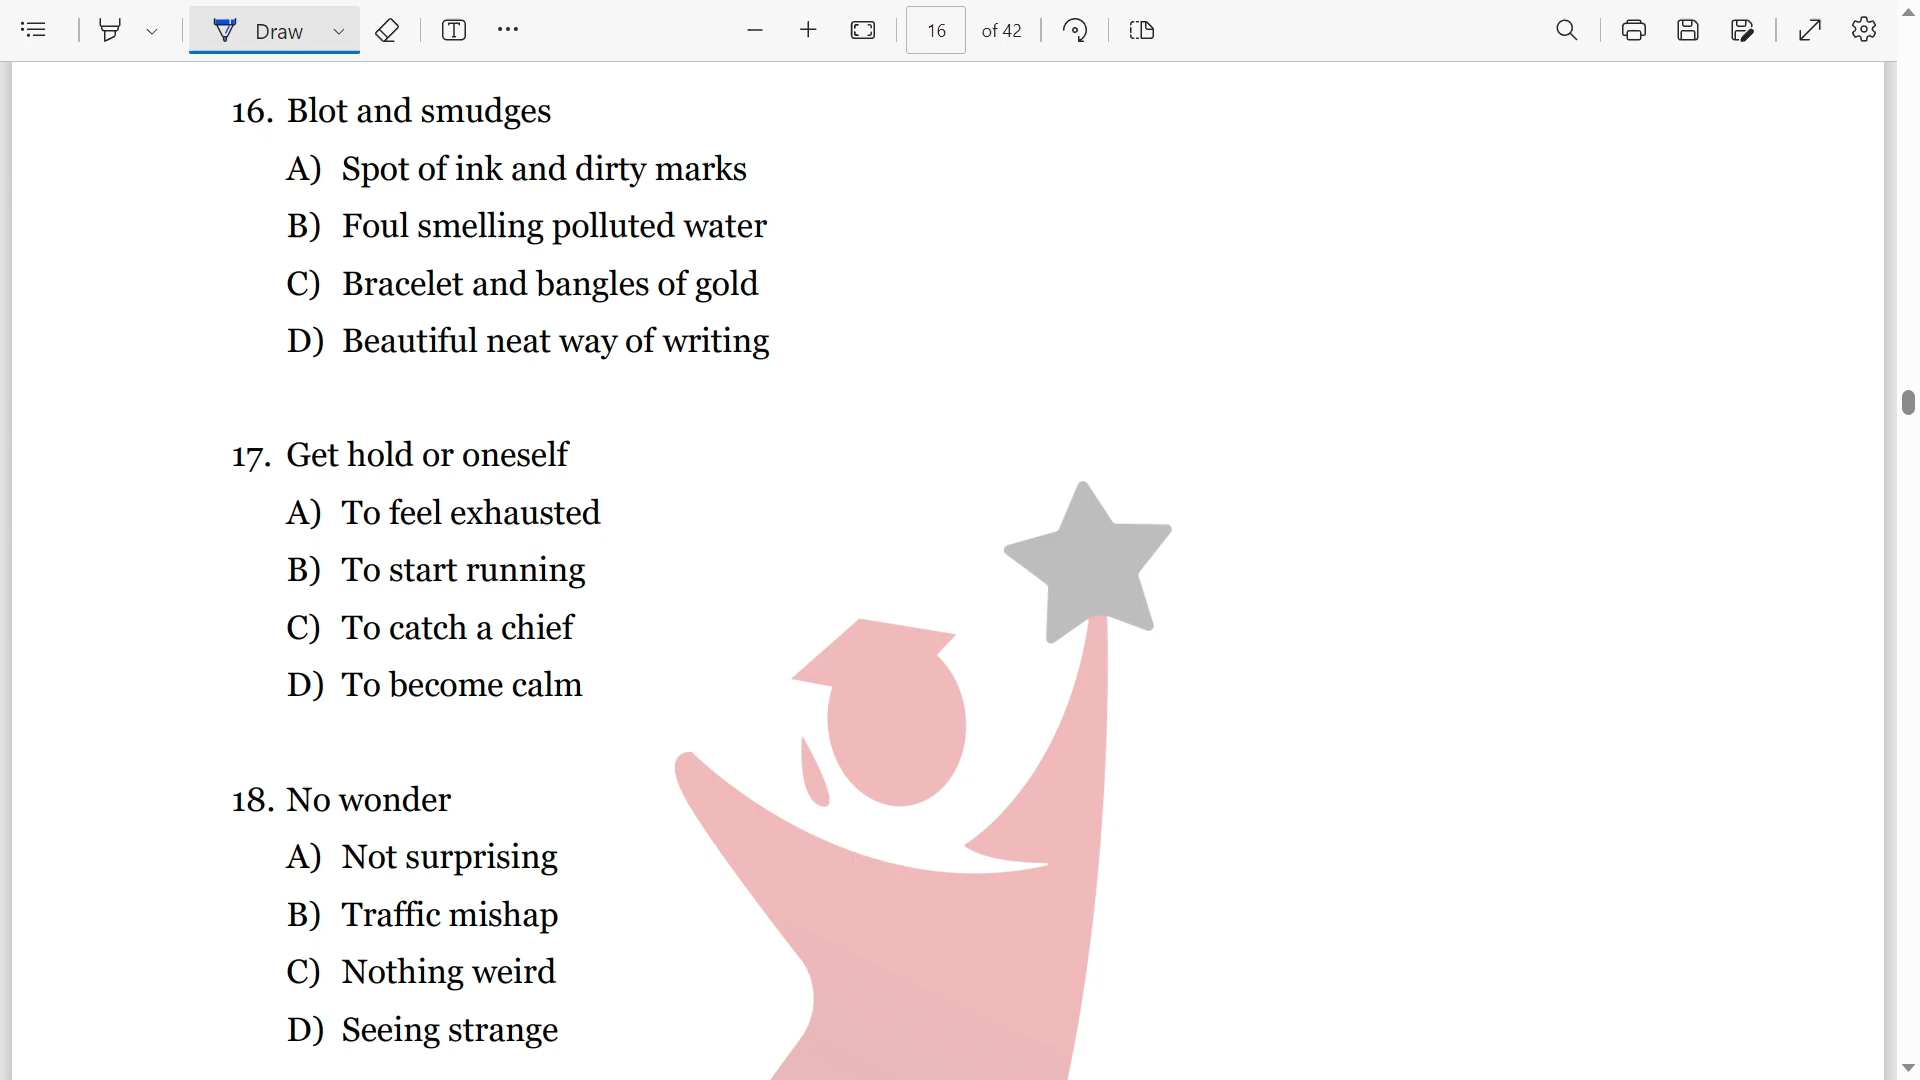 Draw
16 of 42
16. Blot and smudges
A) Spot of ink and dirty marks
B) Foul smelling polluted water
C) Bracelet and bangles of gold
D) Beautiful neat way of writing
17. Get hold or oneself
A) To feel exhausted
B) To start running
C) To catch a chief
D) To become calm
18. No wonder
A) Not surprising
B) Traffic mishap
C) Nothing weird
D) Seeing strange